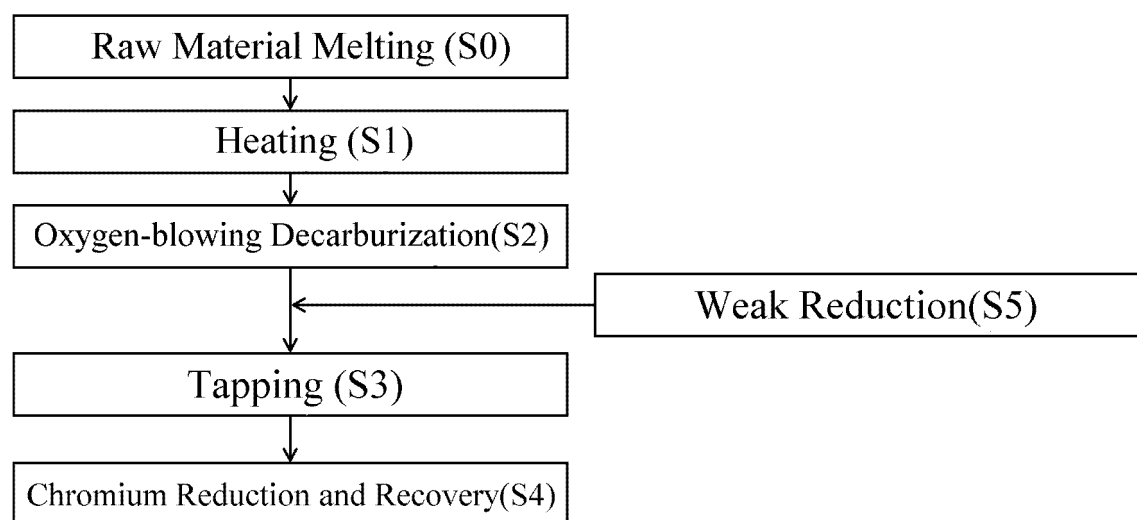 Raw Material Melting (S0)
Heating (S1)
Oxygen-blowing Decarburization(S2)
Weak Reduction(S5)
Tapping (S3)
Chromium Reduction and Recovery(S4)